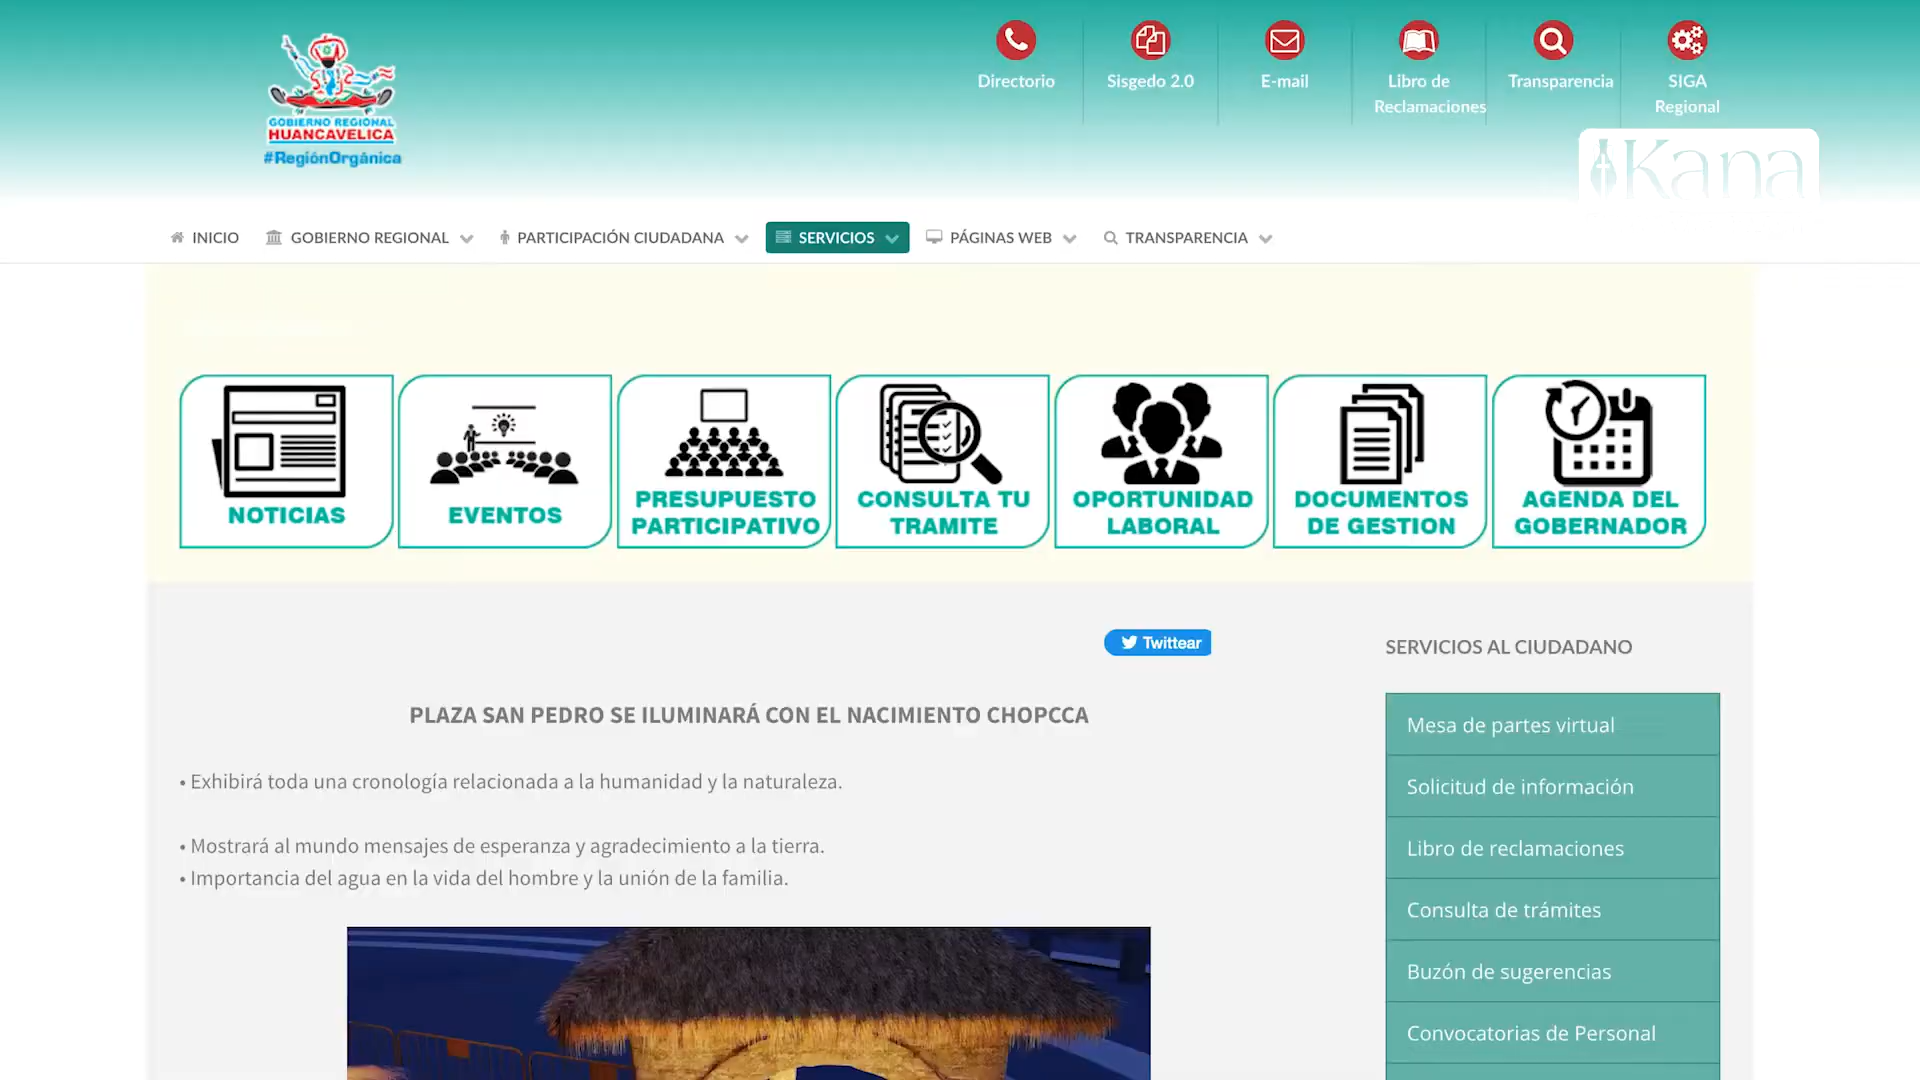 GOBIERNO REGIONAL
HUANCAVELICA
#RegiónOrgánica
Directorio
Sisgedo 2.0
E-mail
Libro de
Reclamaciones
Transparencia
SIGA
Regional
Kana
INICIO
GOBIERNO REGIONAL
PARTICIPACIÓN CIUDADANA
SERVICIOS
PÁGINAS WEB
TRANSPARENCIA
NOTICIAS
EVENTOS
PRESUPUESTO
PARTICIPATIVO
CONSULTA TU
TRAMITE
OPORTUNIDAD
LABORAL
DOCUMENTOS
DE GESTION
AGENDA DEL
GOBERNADOR
Twittear
PLAZA SAN PEDRO SE ILUMINARÁ CON EL NACIMIENTO CHOPCCA
• Exhibirá toda una cronología relacionada a la humanidad y la naturaleza.
• Mostrará al mundo mensajes de esperanza y agradecimiento a la tierra.
• Importancia del agua en la vida del hombre y la unión de la familia.
SERVICIOS AL CIUDADANO
Mesa de partes virtual
Solicitud de información
Libro de reclamaciones
Consulta de trámites
Buzón de sugerencias
Convocatorias de Personal